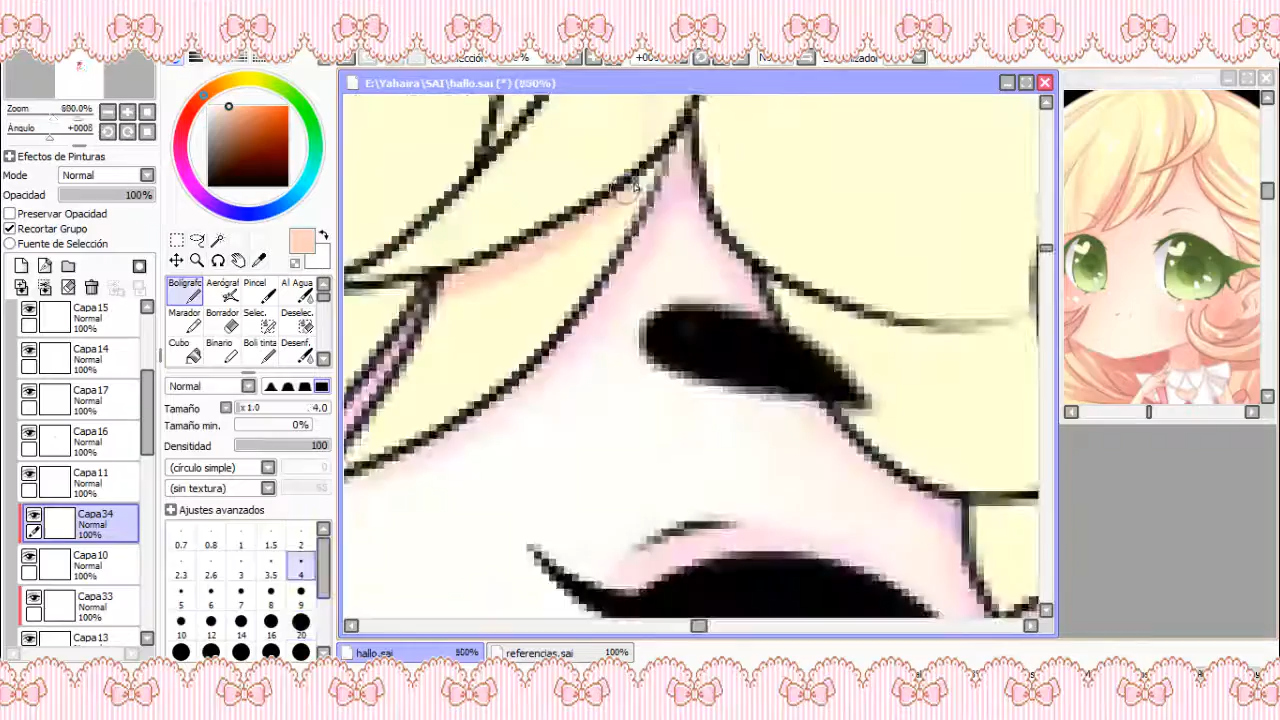 E:\Yahaira\SAI\hallo.sai (*) (800%)
Zoom
Ángulo +000B
Efectos de Pinturas
Mode Normal
Opacidad 100%
Preservar Opacidad
Recortar Grupo
Fuente de Selección
Capa15
Normal
100%
Capa14
Normal
100%
Capa17
Normal
100%
Capa16
Normal
100%
Capa11
Normal
100%
Capa34
Normal
100%
Capa10
Normal
100%
Capa33
Normal
100%
Capa13
Bolígrafo Aerógraf Pincel Al Agua
Marador Borrador Selec. Deselec.
Cubo Binario Boli tinta Desenf.
Normal
Tamaño x 1.0 4.0
Tamaño min. 0%
Densidad 100
(círculo simple) 0
(sin textura)
Ajustes avanzados
0.7 0.8 1 1.5 2
2.3 2.6 3 3.5 4
5 6 7 8 9
10 12 14 16 20
hallo.sai 800% referencias.sai 100%